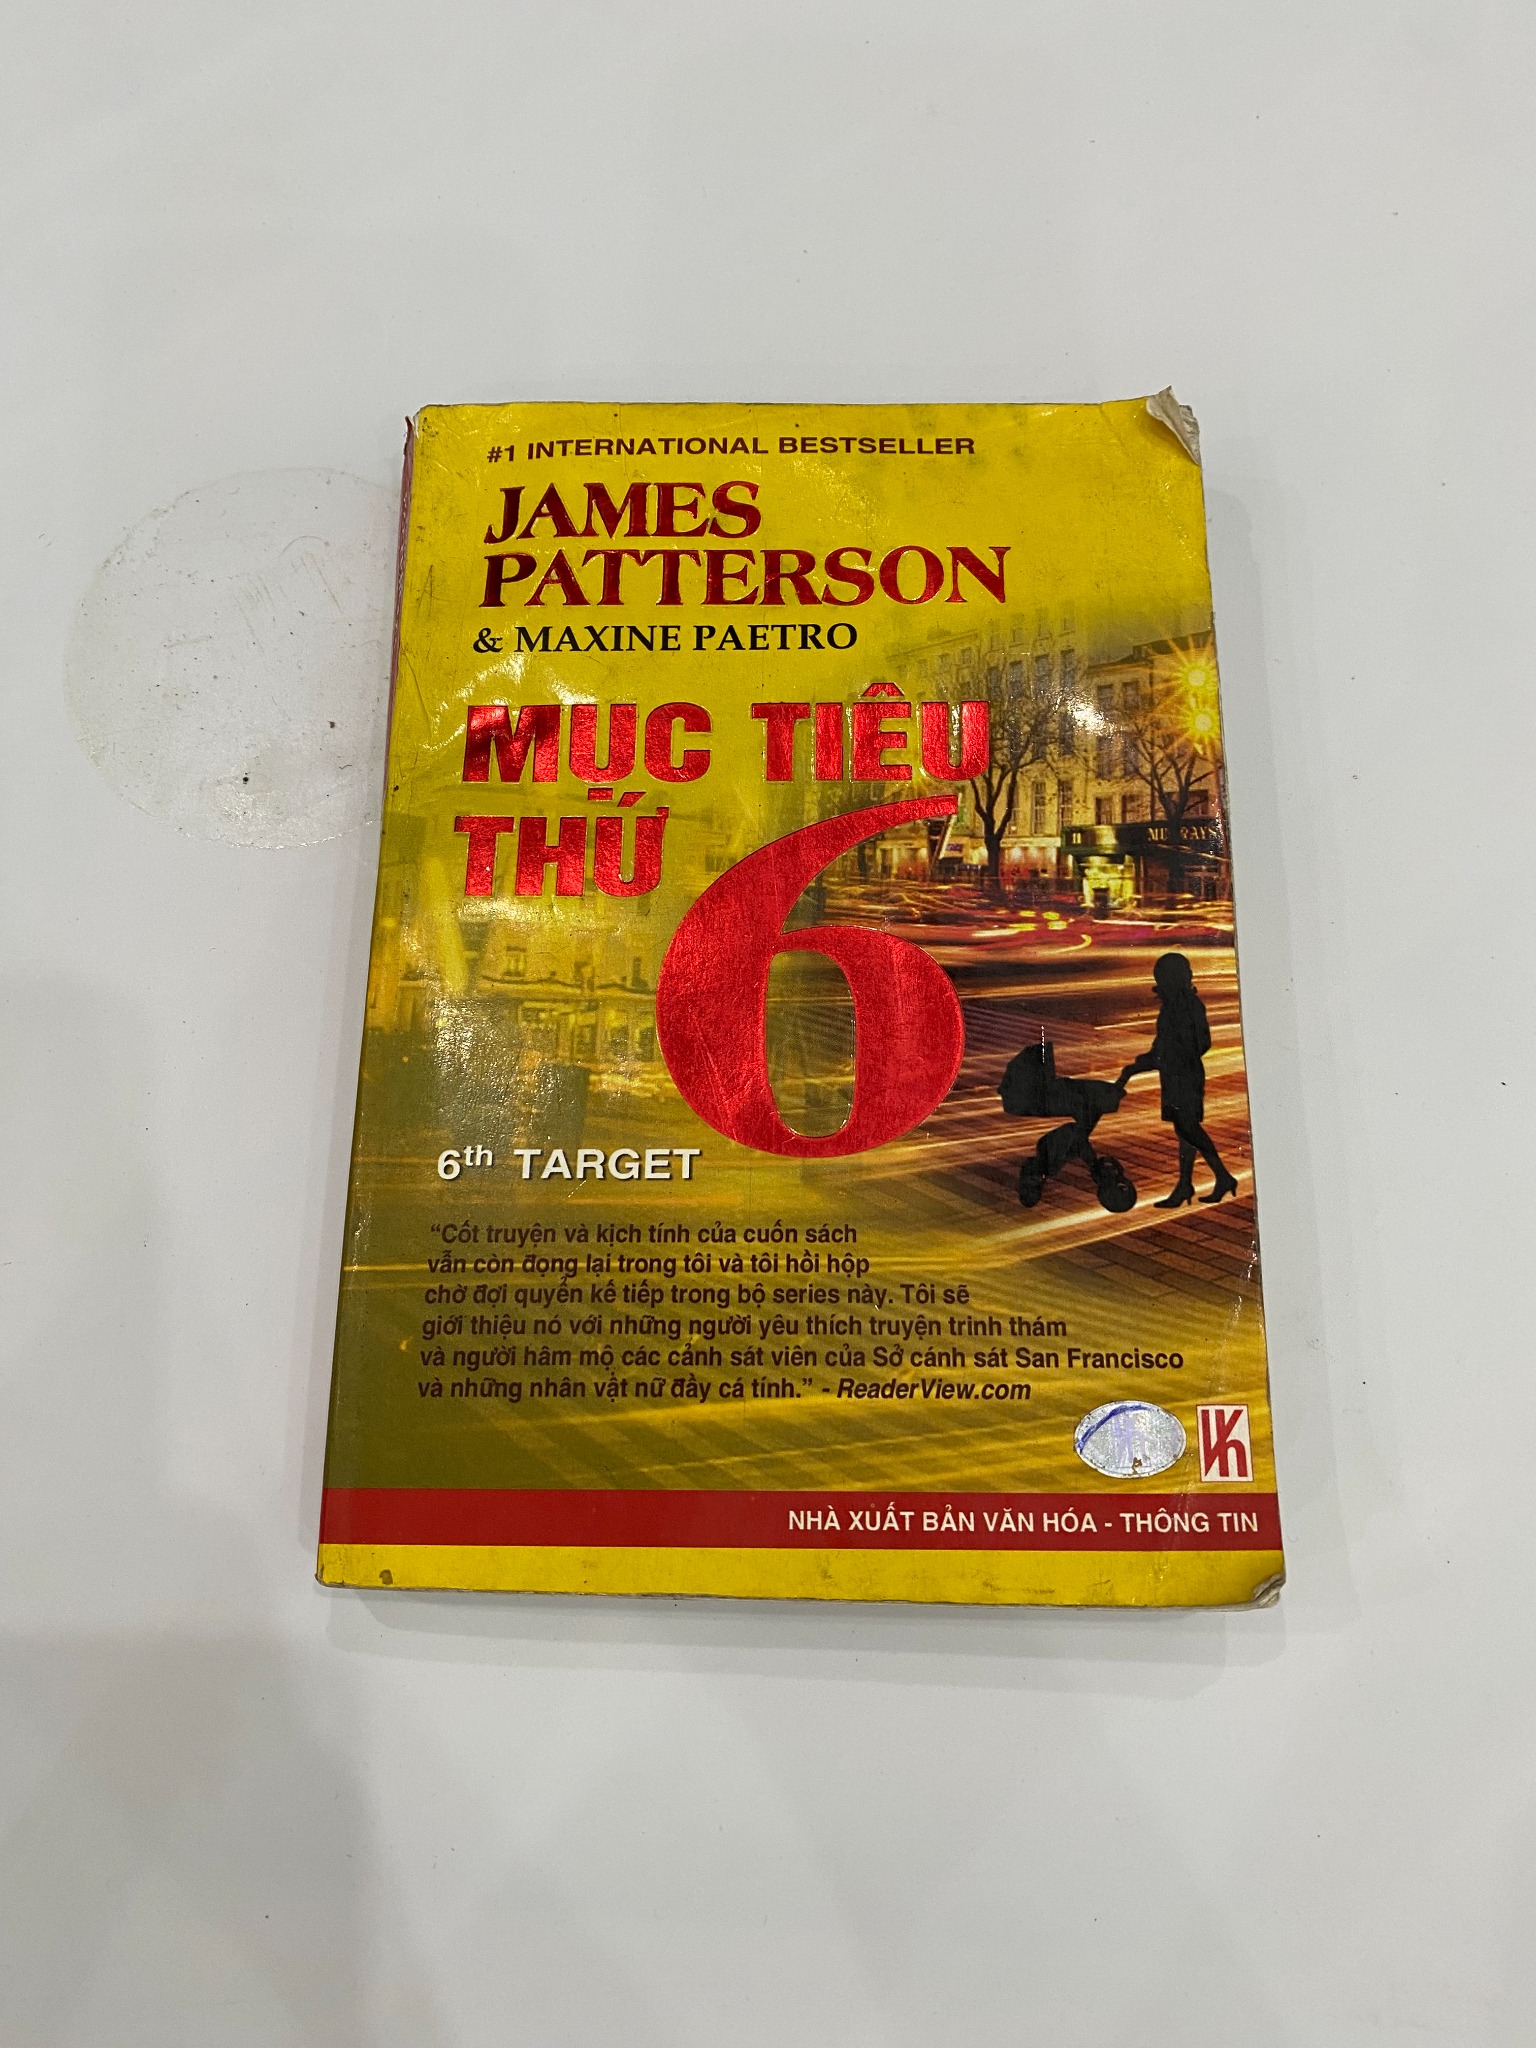 #1 INTERNATIONAL BESTSELLER
JAMES
PATTERSON
& MAXINE PAETRO
MỤC TIÊU
THỨ 6
6th TARGET
“Cốt truyện và kịch tính của cuốn sách
vẫn còn đọng lại trong tôi và tôi hồi hộp
chờ đợi quyển kế tiếp trong bộ series này. Tôi sẽ
giới thiệu nó với những người yêu thích truyện trinh thám
và người hâm mộ các cảnh sát viên của Sở cảnh sát San Francisco
và những nhân vật nữ đầy cá tính.” - ReaderView.com
NHÀ XUẤT BẢN VĂN HÓA - THÔNG TIN